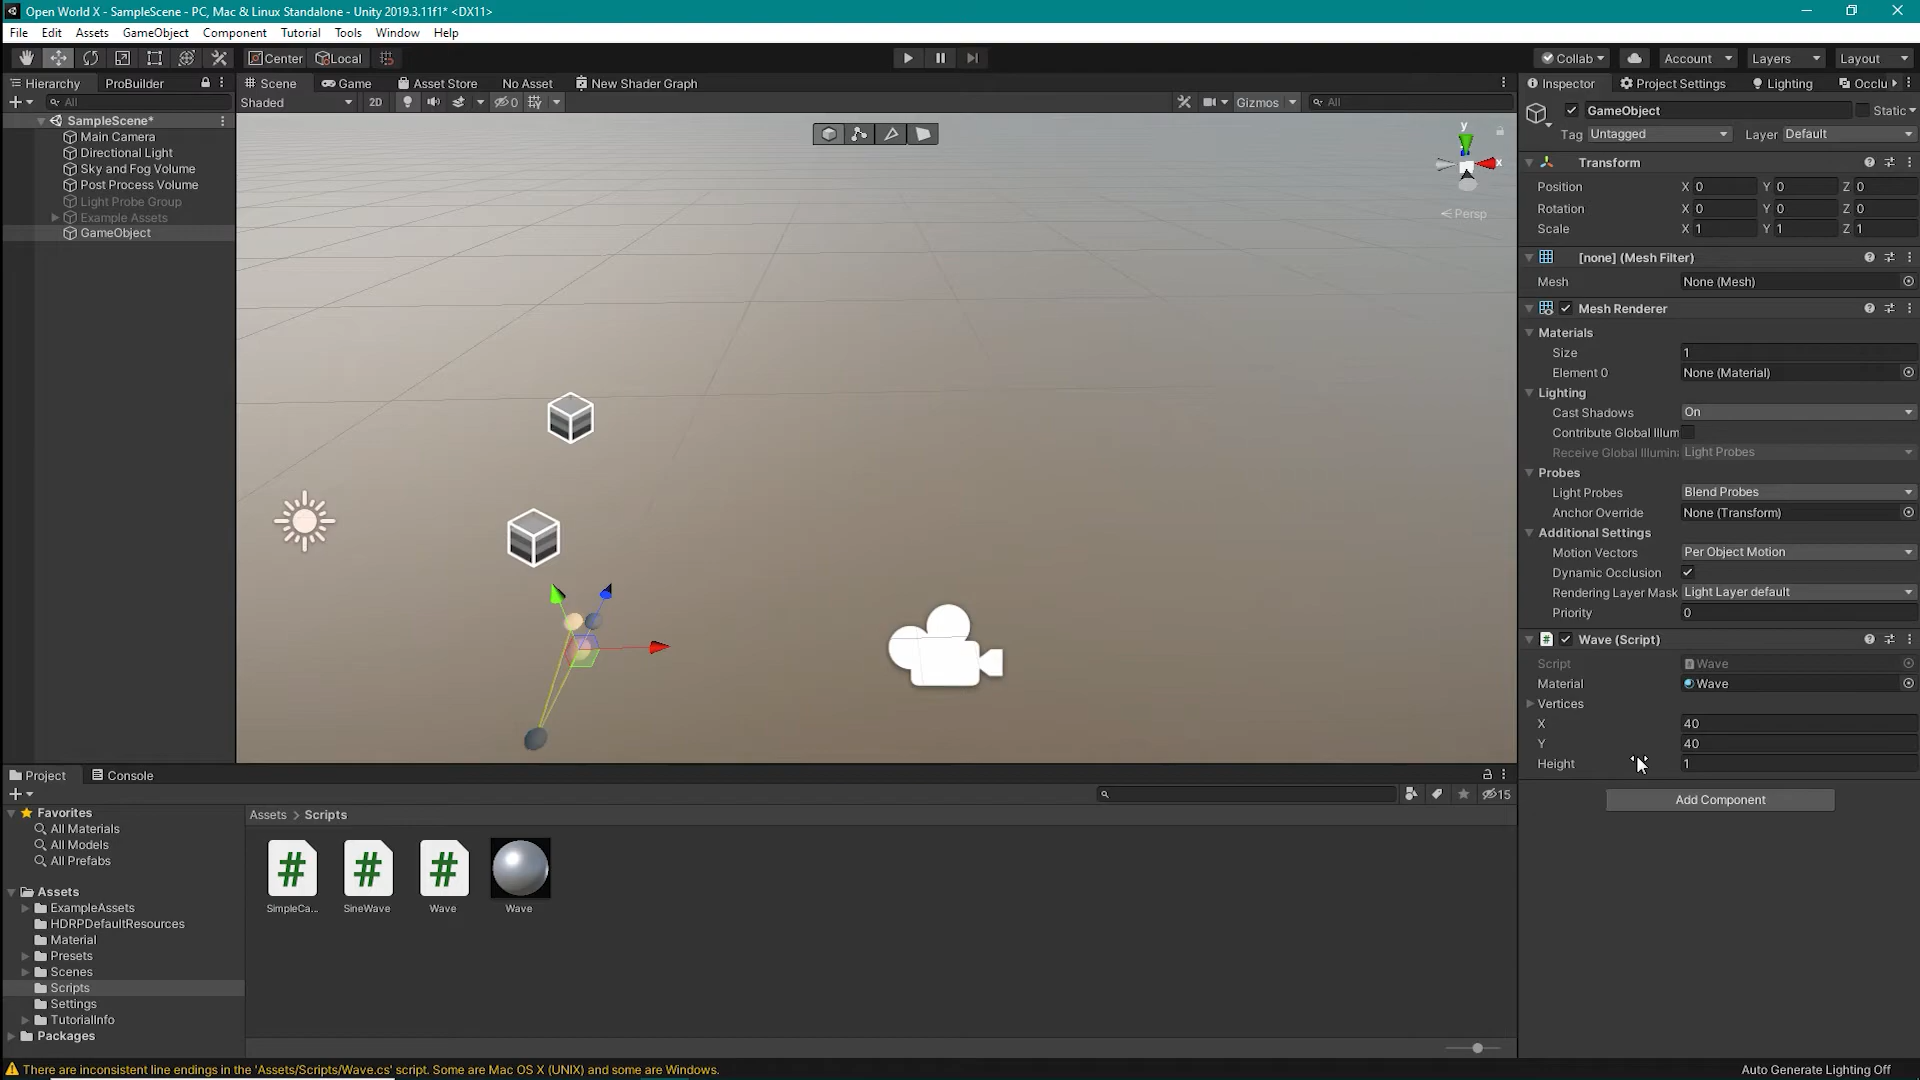 Open World X - SampleScene - PC, Mac & Linux Standalone - Unity 2019.3.11f1* <DX11>
File Edit Assets GameObject Component Tutorial Tools Window Help
Center Local Collab Account Layers Layout
Hierarchy ProBuilder
All
SampleScene*
Main Camera
Directional Light
Sky and Fog Volume
Post Process Volume
Light Probe Group
Example Assets
GameObject
Scene Game Asset Store No Asset New Shader Graph
Shaded 2D 0 Gizmos All
y
x
Persp
Inspector Project Settings Lighting Occlu
GameObject Static
Tag Untagged Layer Default
Transform
Position X 0 Y 0 Z 0
Rotation X 0 Y 0 Z 0
Scale X 1 Y 1 Z 1
[none] (Mesh Filter)
Mesh None (Mesh)
Mesh Renderer
Materials
Size 1
Element 0 None (Material)
Lighting
Cast Shadows On
Contribute Global Illum
Receive Global Illumina Light Probes
Probes
Light Probes Blend Probes
Anchor Override None (Transform)
Additional Settings
Motion Vectors Per Object Motion
Dynamic Occlusion
Rendering Layer Mask Light Layer default
Priority 0
Wave (Script)
Script Wave
Material Wave
Vertices
X 40
Y 40
Height 1
Add Component
Project Console
15
Favorites
All Materials
All Models
All Prefabs
Assets
ExampleAssets
HDRPDefaultResources
Material
Presets
Scenes
Scripts
Settings
TutorialInfo
Packages
Assets > Scripts
# # #
SimpleCa... SineWave Wave Wave
There are inconsistent line endings in the 'Assets/Scripts/Wave.cs' script. Some are Mac OS X (UNIX) and some are Windows.
Auto Generate Lighting Off